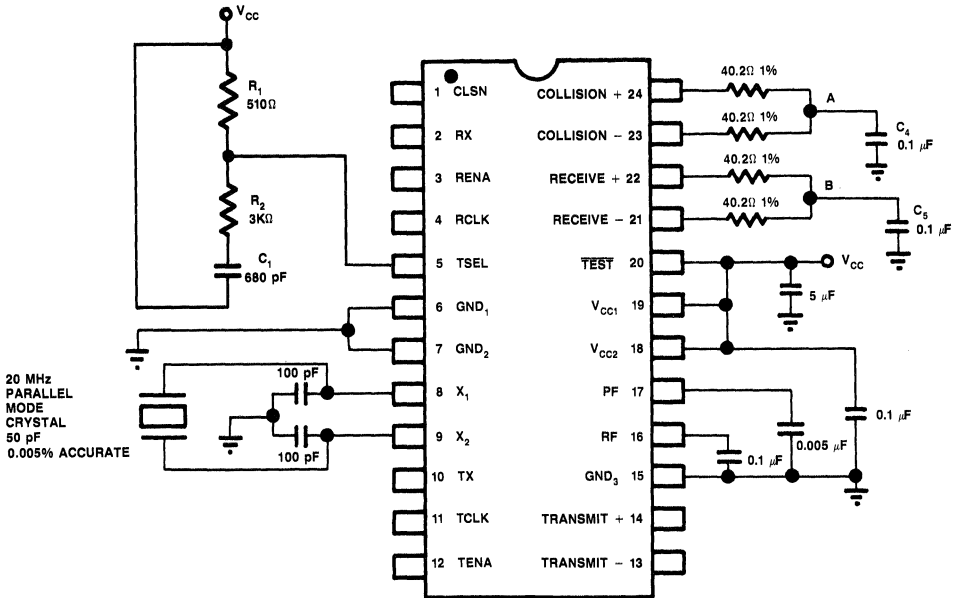 V_CC
R_1
510Ω
R_2
3KΩ
C_1
680 pF
20 MHz
PARALLEL
MODE
CRYSTAL
50 pF
0.005% ACCURATE
100 pF
100 pF
1 CLSN
2 RX
3 RENA
4 RCLK
5 TSEL
6 GND_1
7 GND_2
8 X_1
9 X_2
10 TX
11 TCLK
12 TENA
COLLISION + 24
COLLISION − 23
RECEIVE + 22
RECEIVE − 21
T̅E̅S̅T̅ 20
V_CC1 19
V_CC2 18
PF 17
RF 16
GND_3 15
TRANSMIT + 14
TRANSMIT − 13
40.2Ω 1%
A
40.2Ω 1%
C_4
0.1 μF
40.2Ω 1%
B
40.2Ω 1%
C_5
0.1 μF
V_CC
5 μF
0.1 μF
0.005 μF
0.1 μF